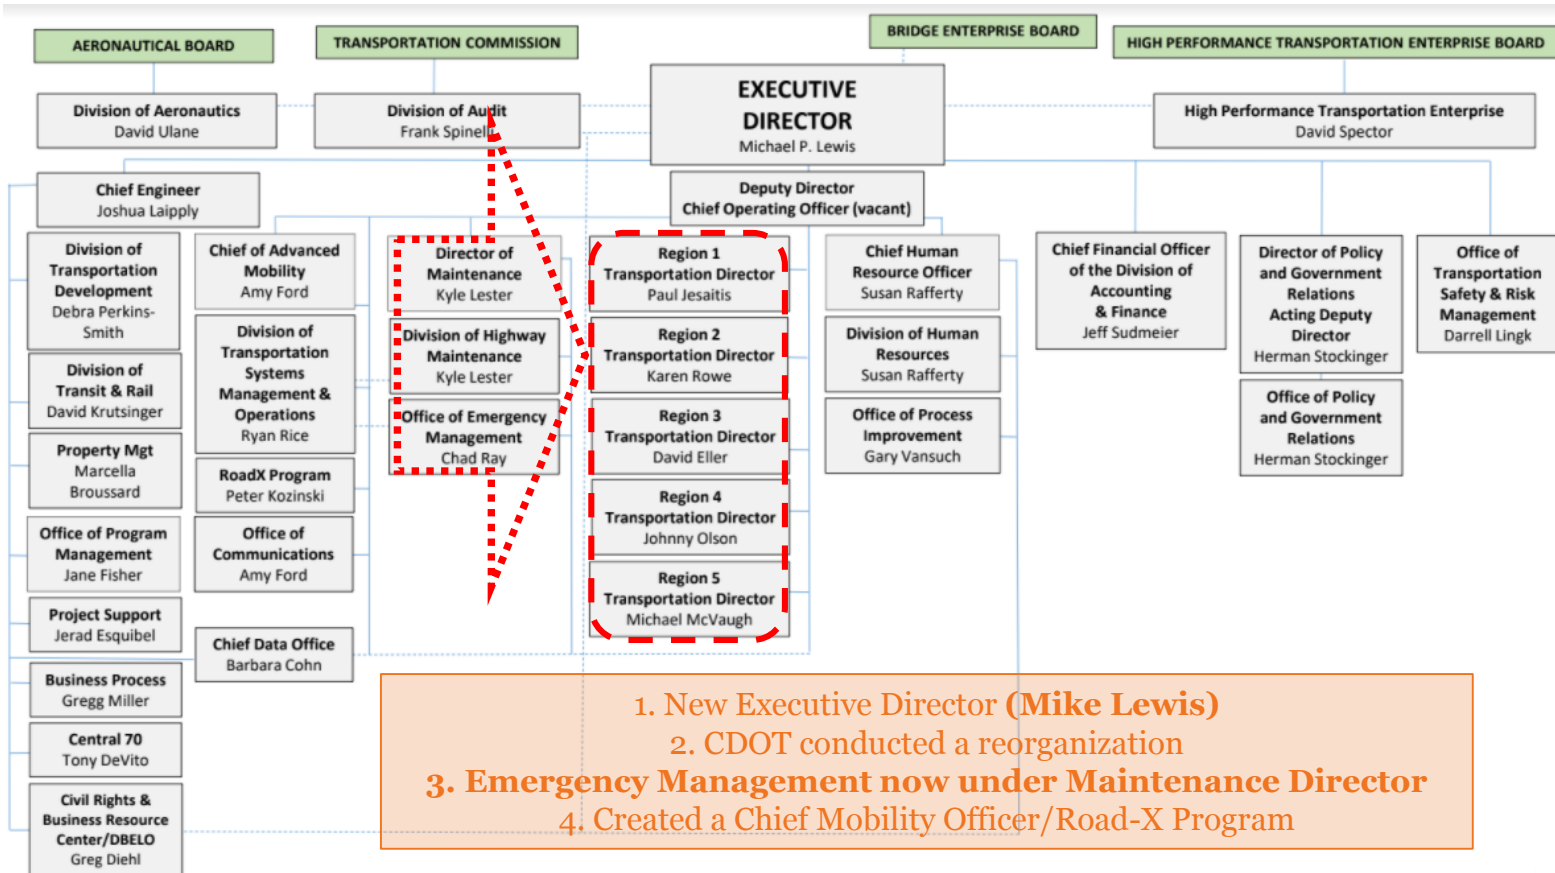 AERONAUTICAL BOARD
TRANSPORTATION COMMISSION
BRIDGE ENTERPRISE BOARD
HIGH PERFORMANCE TRANSPORTATION ENTERPRISE BOARD
Division of Aeronautics
David Ulane
Division of Audit
Frank Spinelli
EXECUTIVE
DIRECTOR
Michael P. Lewis
High Performance Transportation Enterprise
David Spector
Chief Engineer
Joshua Laipply
Deputy Director
Chief Operating Officer (vacant)
Division of
Transportation
Development
Debra Perkins-
Smith
Division of
Transit & Rail
David Krutsinger
Property Mgt
Marcella
Broussard
Office of Program
Management
Jane Fisher
Project Support
Jerad Esquibel
Business Process
Gregg Miller
Central 70
Tony DeVito
Civil Rights &
Business Resource
Center/DBELO
Greg Diehl
Chief of Advanced
Mobility
Amy Ford
Division of
Transportation
Systems
Management &
Operations
Ryan Rice
RoadX Program
Peter Kozinski
Office of
Communications
Amy Ford
Chief Data Office
Barbara Cohn
Director of
Maintenance
Kyle Lester
Division of Highway
Maintenance
Kyle Lester
Office of Emergency
Management
Chad Ray
Region 1
Transportation Director
Paul Jesaitis
Region 2
Transportation Director
Karen Rowe
Region 3
Transportation Director
David Eller
Region 4
Transportation Director
Johnny Olson
Region 5
Transportation Director
Michael McVaugh
Chief Human
Resource Officer
Susan Rafferty
Division of Human
Resources
Susan Rafferty
Office of Process
Improvement
Gary Vansuch
Chief Financial Officer
of the Division of
Accounting
& Finance
Jeff Sudmeier
Director of Policy
and Government
Relations
Acting Deputy
Director
Herman Stockinger
Office of Policy
and Government
Relations
Herman Stockinger
Office of
Transportation
Safety & Risk
Management
Darrell Lingk
1. New Executive Director (Mike Lewis)
2. CDOT conducted a reorganization
3. Emergency Management now under Maintenance Director
4. Created a Chief Mobility Officer/Road-X Program